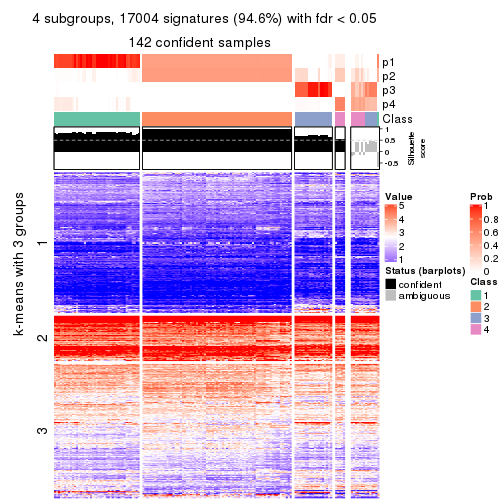 4 subgroups, 17004 signatures (94.6%) with fdr < 0.05
142 confident samples
p1
p2
p3
p4
Class
1
0.5
0
-0.5
Silhouette
score
k-means with 3 groups
1
2
3
Value
5
4
3
2
1
Status (barplots)
confident
ambiguous
Prob
1
0.8
0.6
0.4
0.2
0
Class
1
2
3
4